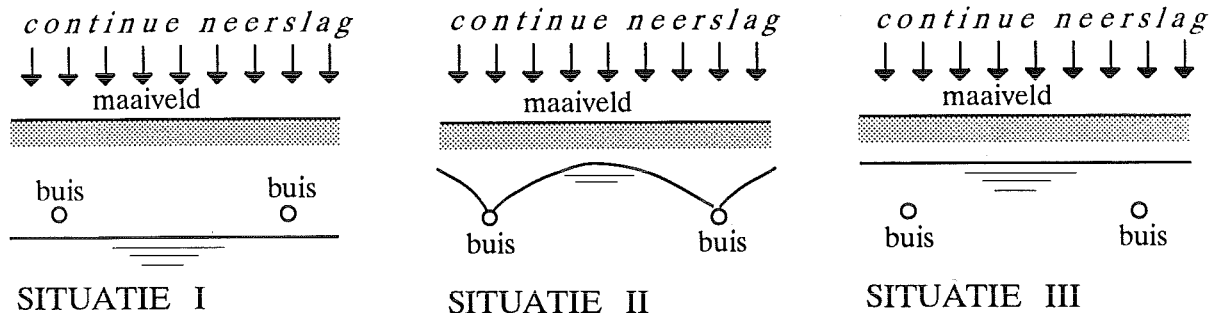 continue neerslag
maaiveld
buis buis
SITUATIE I
continue neerslag
maaiveld
buis buis
SITUATIE II
continue neerslag
maaiveld
buis buis
SITUATIE III